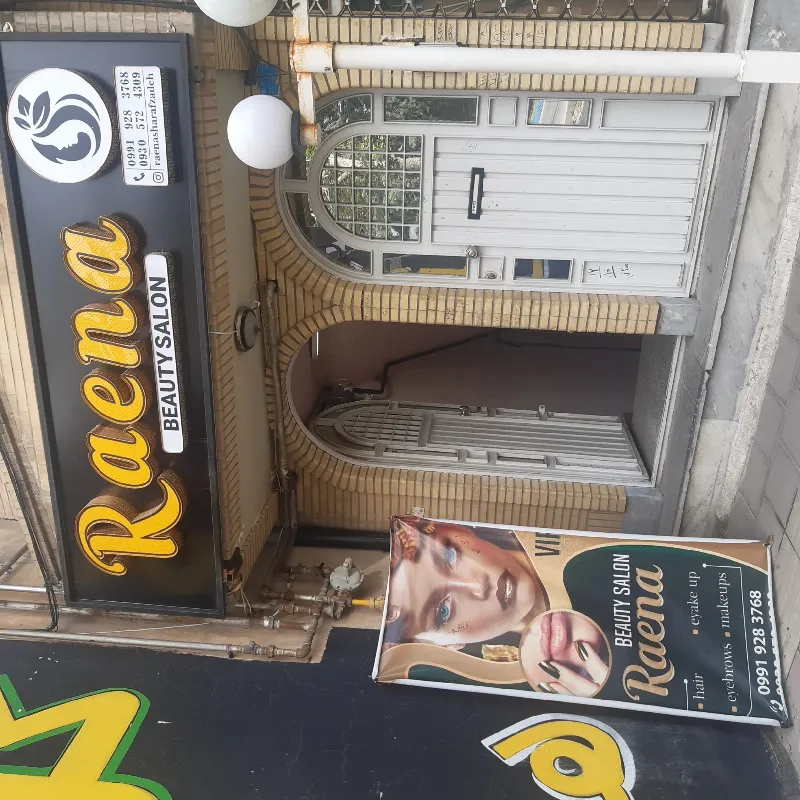 Raena
BEAUTY SALON
0991 928 3768
0930 572 4309
raenasharafzadeh
VI
BEAUTY SALON
Raena
hair
eyake up
eyebrows
makeups
0991 928 3768